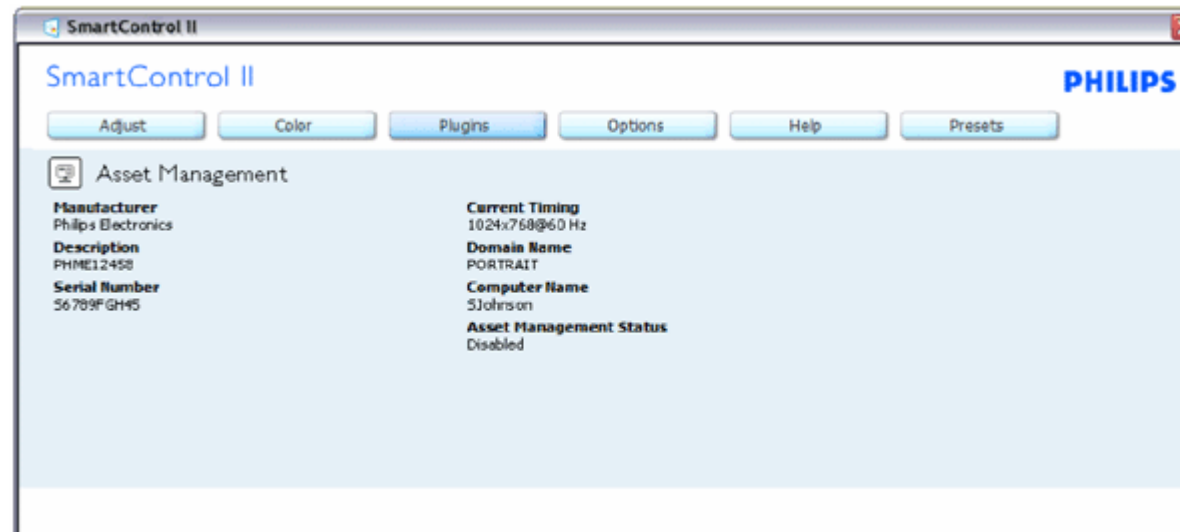 SmartControl II
SmartControl II
PHILIPS
Adjust
Color
Plugins
Options
Help
Presets
Asset Management
Manufacturer
Philips Electronics
Description
PHME12458
Serial Number
S6789FGH45
Current Timing
1024x768@60 Hz
Domain Name
PORTRAIT
Computer Name
SJohnson
Asset Management Status
Disabled